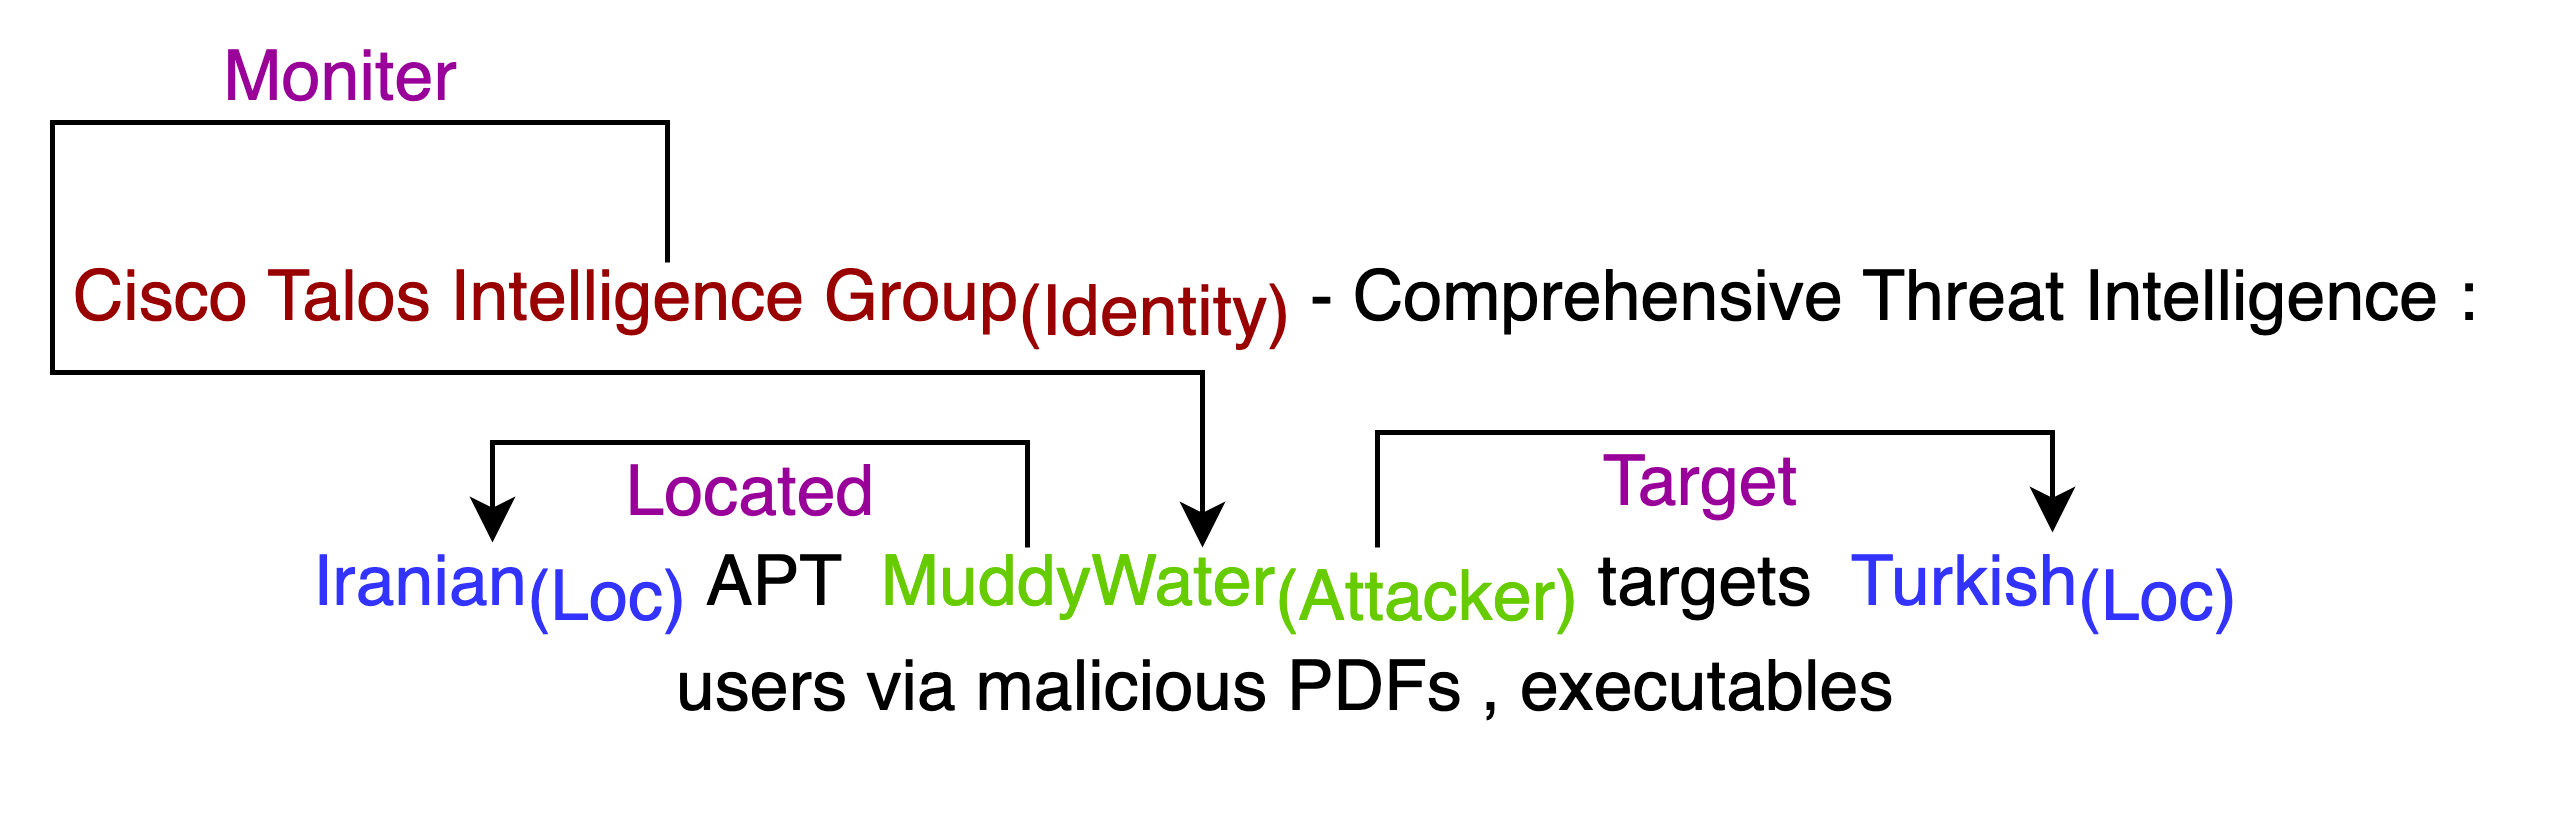 Moniter
Cisco Talos Intelligence Group(Identity) - Comprehensive Threat Intelligence :
Located
Target
Iranian(Loc) APT MuddyWater(Attacker) targets Turkish(Loc)
users via malicious PDFs , executables